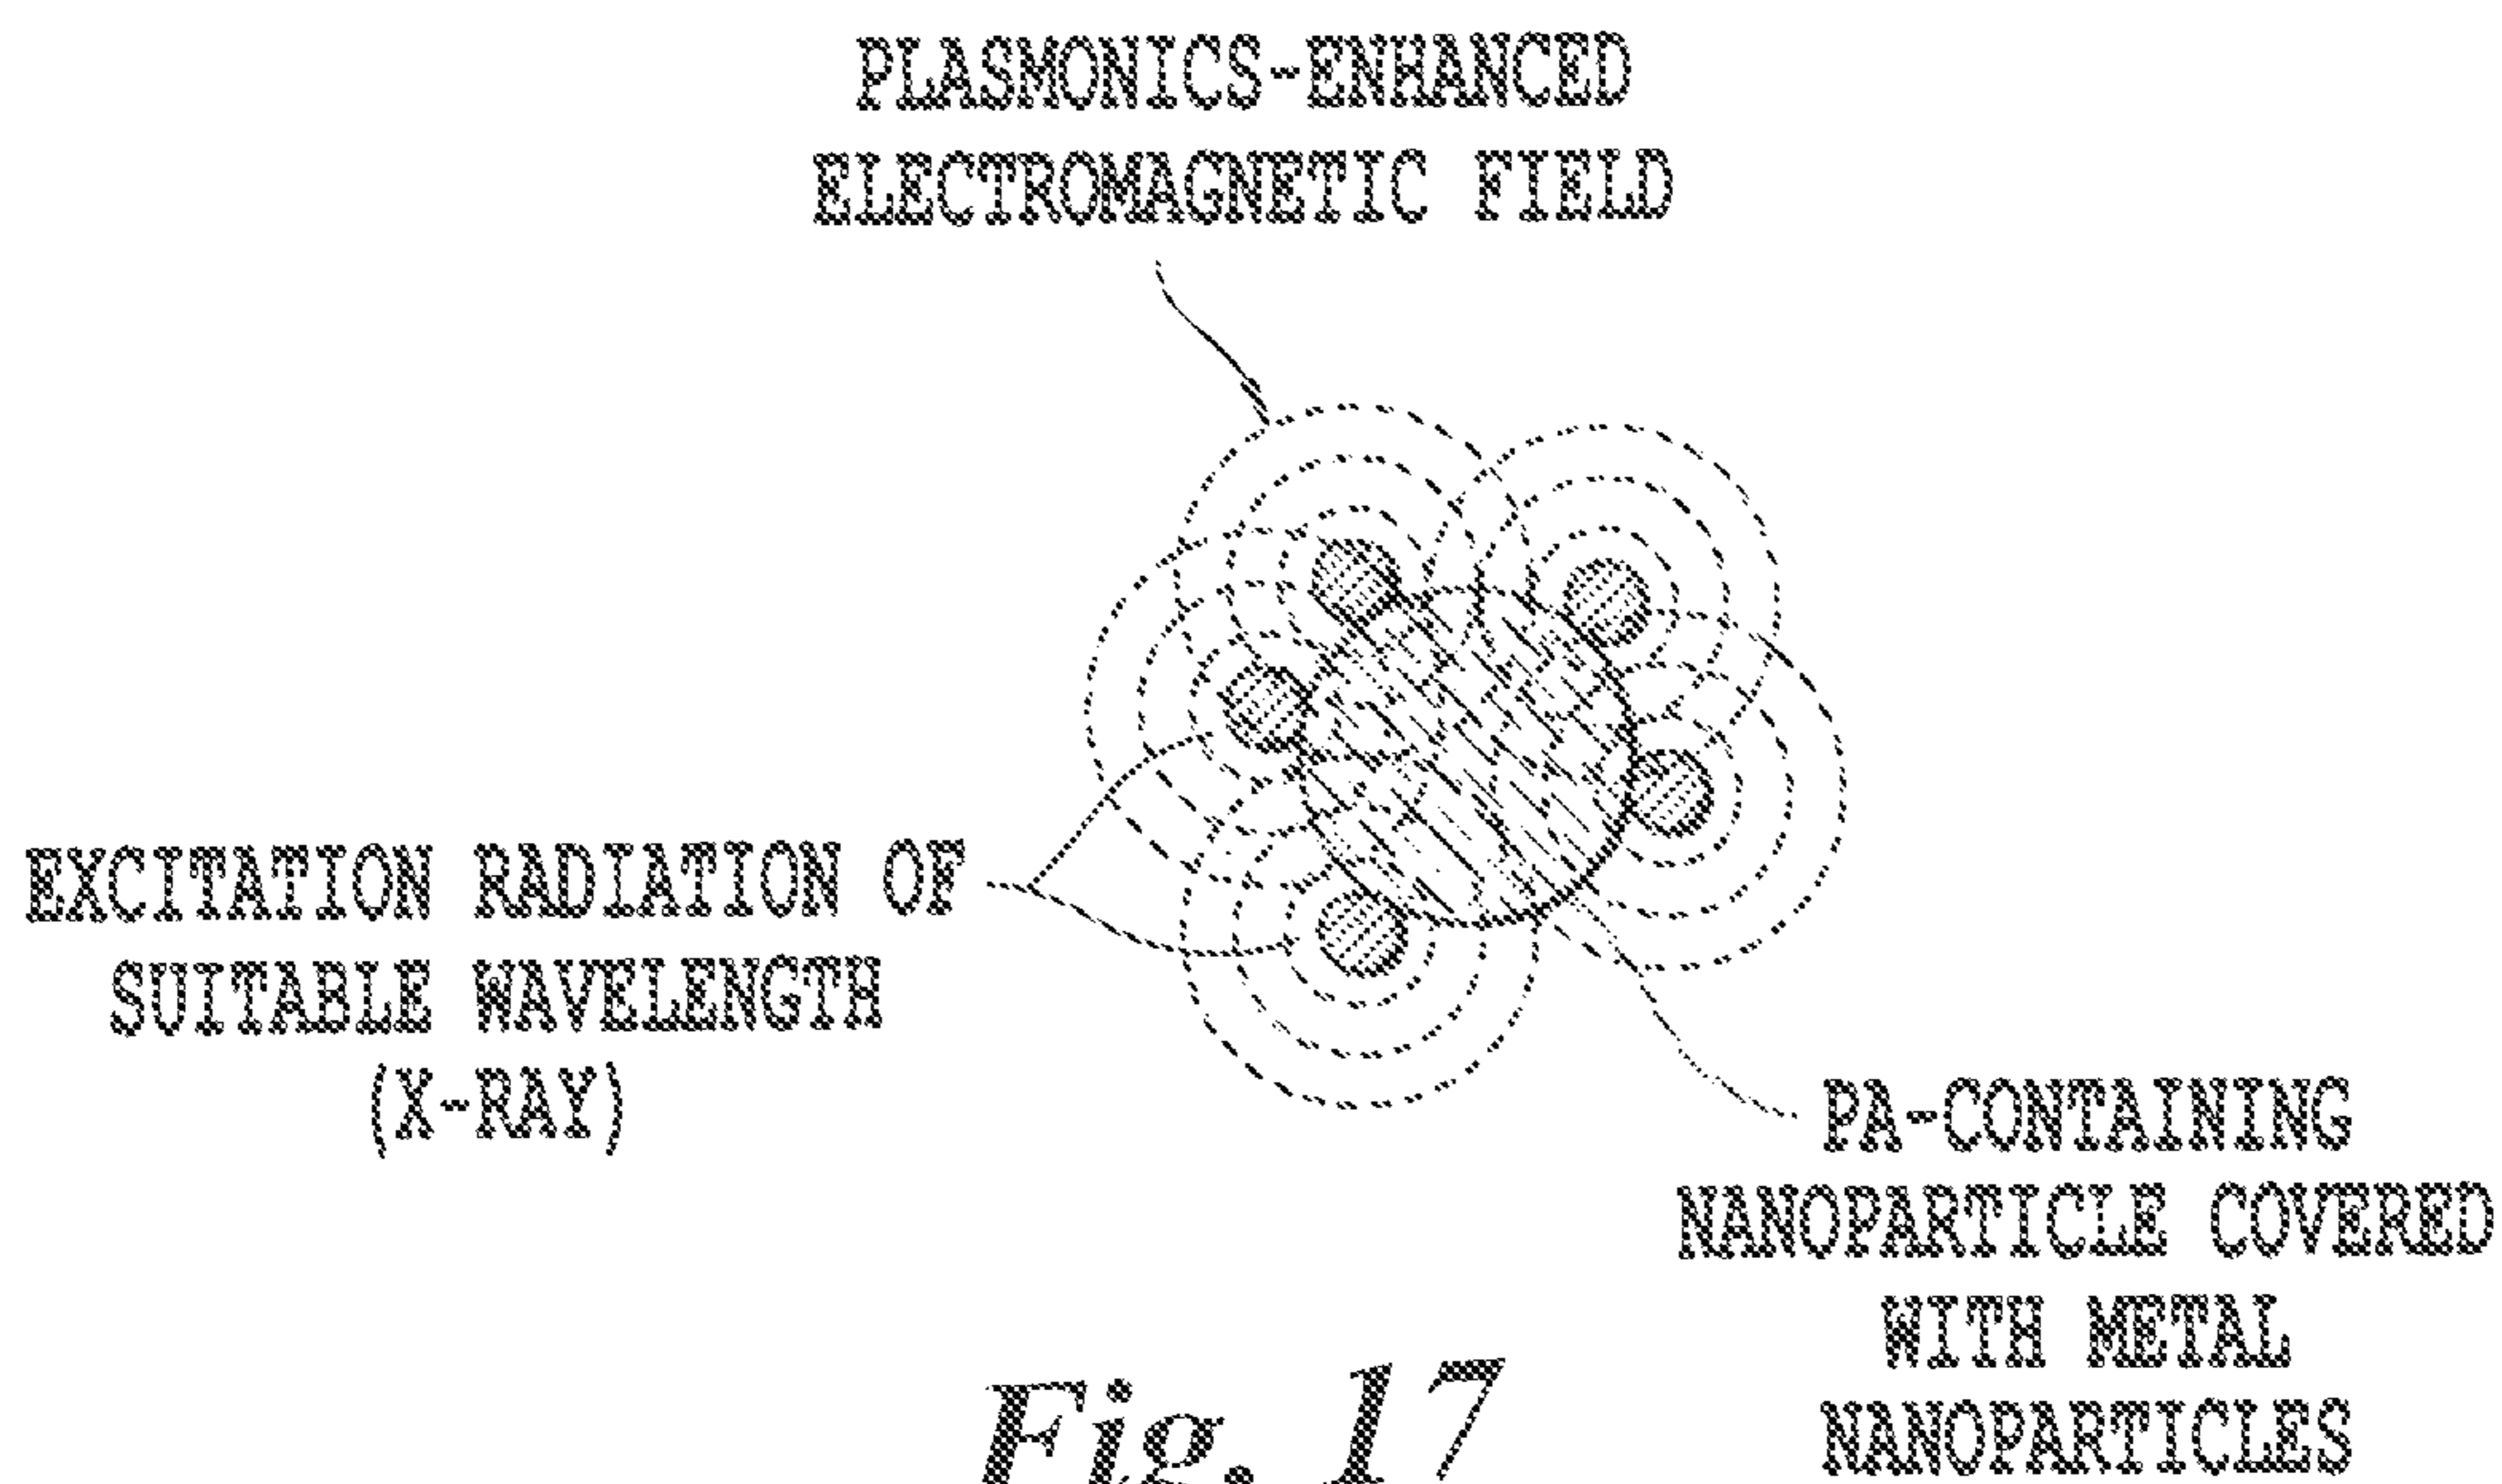 PLASMONICS-ENHANCED
ELECTROMAGNETIC FIELD
EXCITATION RADIATION OF
SUITABLE WAVELENGTH
(X-RAY)
PA-CONTAINING
NANOPARTICLE COVERED
WITH METAL
NANOPARTICLES
Fig. 17